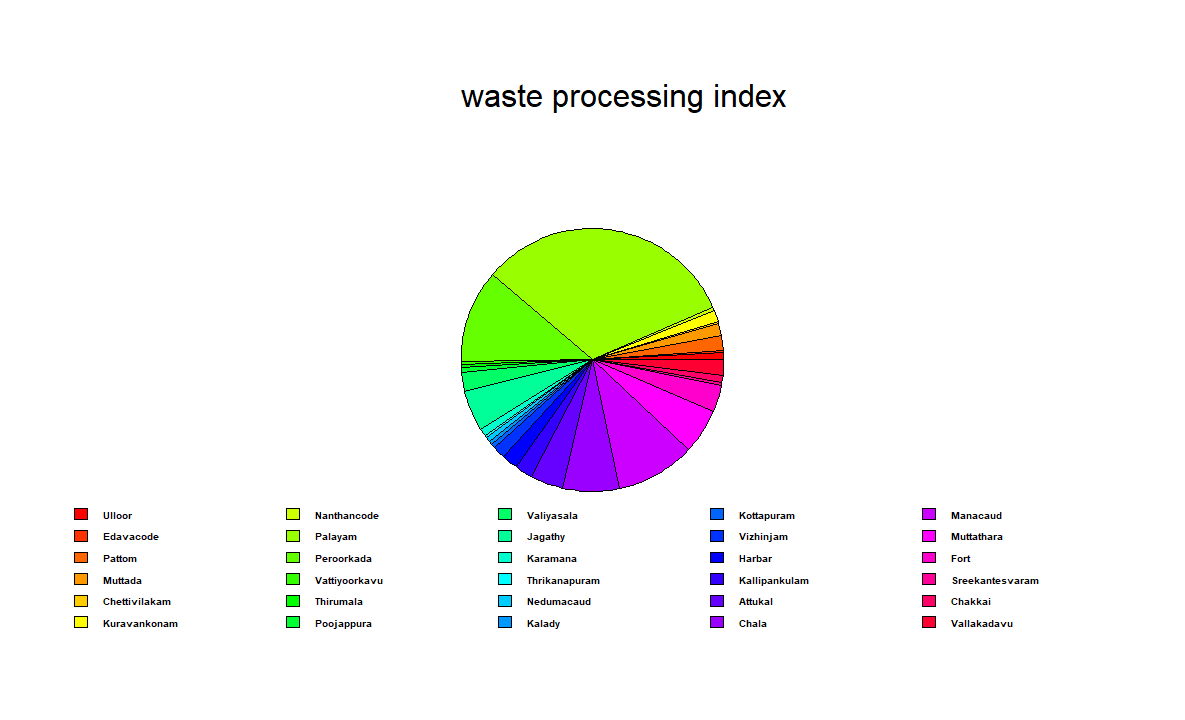 waste processing index
Ulloor Nanthancode Valiyasala Kottapuram Manacaud
Edavacode Palayam Jagathy Vizhinjam Muttathara
Pattom Peroorkada Karamana Harbar Fort
Muttada Vattiyoorkavu Thrikanapuram Kallipankulam Sreekantesvaram
Chettivilakam Thirumala Nedumacaud Attukal Chakkai
Kuravankonam Poojappura Kalady Chala Vallakadavu